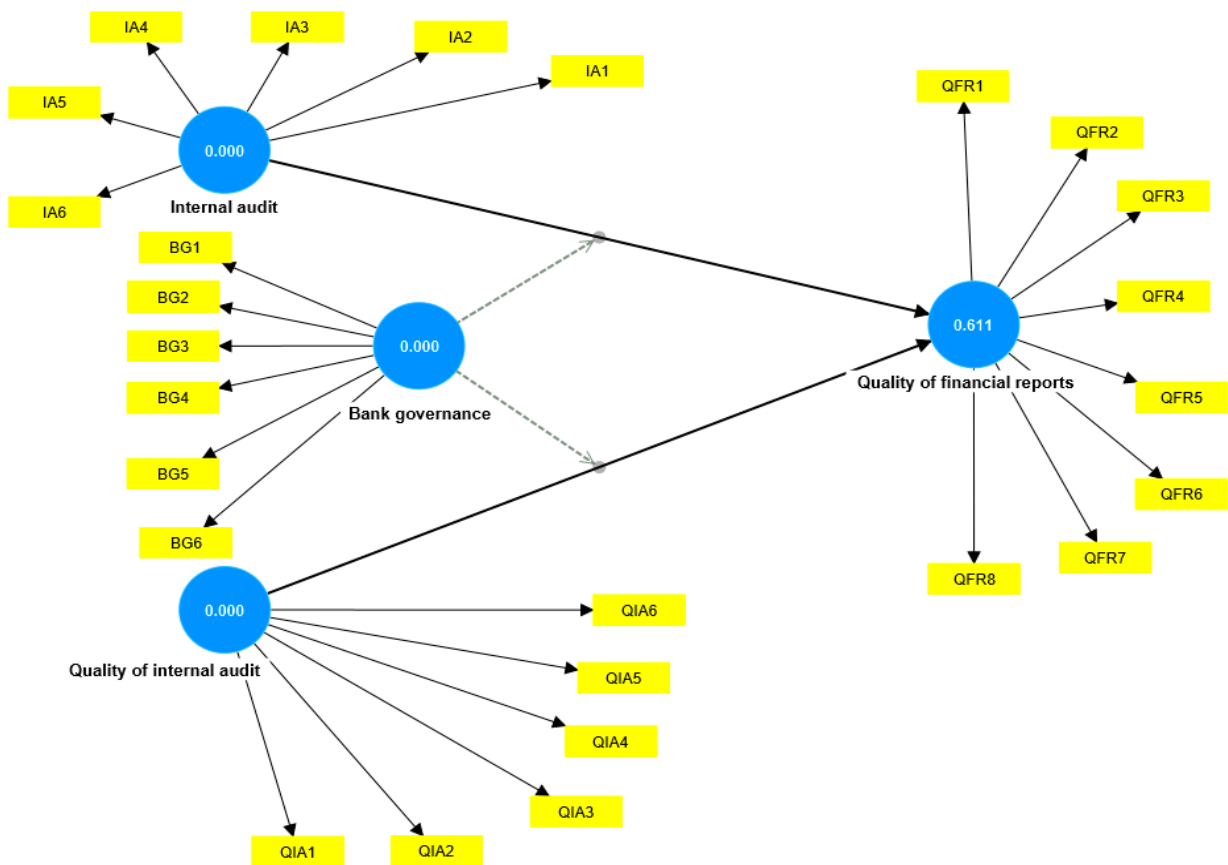 IA4
IA3
IA2
IA1
IA5
IA6
0.000
Internal audit
BG1
BG2
BG3
BG4
BG5
BG6
0.000
Bank governance
0.000
Quality of internal audit
QIA6
QIA5
QIA4
QIA3
QIA2
QIA1
QFR1
QFR2
QFR3
QFR4
0.611
Quality of financial reports
QFR5
QFR6
QFR7
QFR8